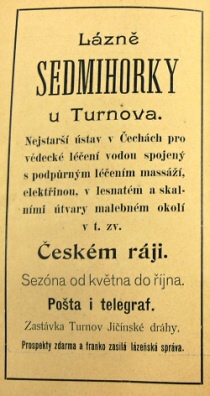 Lázně
SEDMIHORKY
u Turnova.
Nejstarší ústav v Čechách pro
vědecké léčení vodou spojený
s podpůrným léčením massáží,
elektřinou, v lesnatém a skal-
ními útvary malebném okolí
v t. zv.
Českém ráji.
Sezóna od května do října.
Pošta i telegraf.
Zastávka Turnov Jičínské dráhy.
Prospekty zdarma a franko zasílá lázeňská správa.